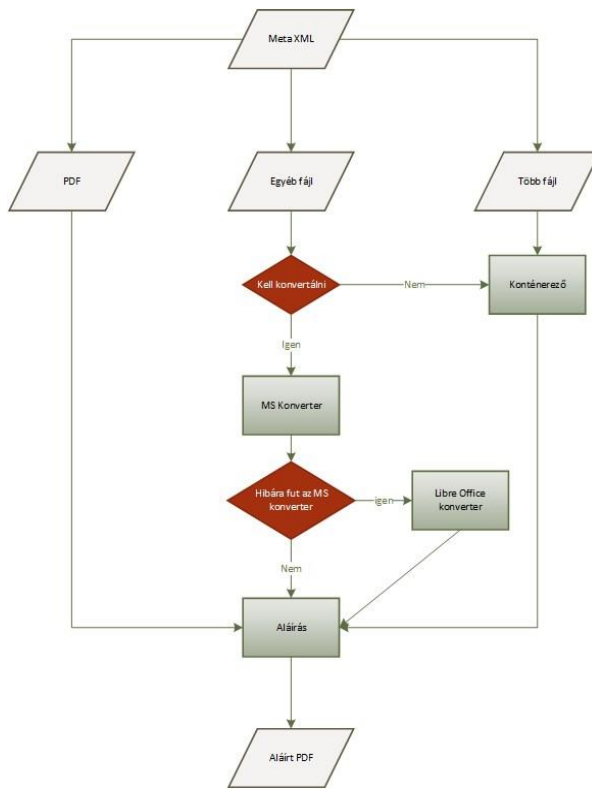 Meta XML
PDF
Egyéb fájl
Több fájl
Kell konvertálni
Nem
Konténerező
Igen
MS Konverter
Hibára fut az MS
konverter
igen
Libre Office
konverter
Nem
Aláírás
Aláírt PDF